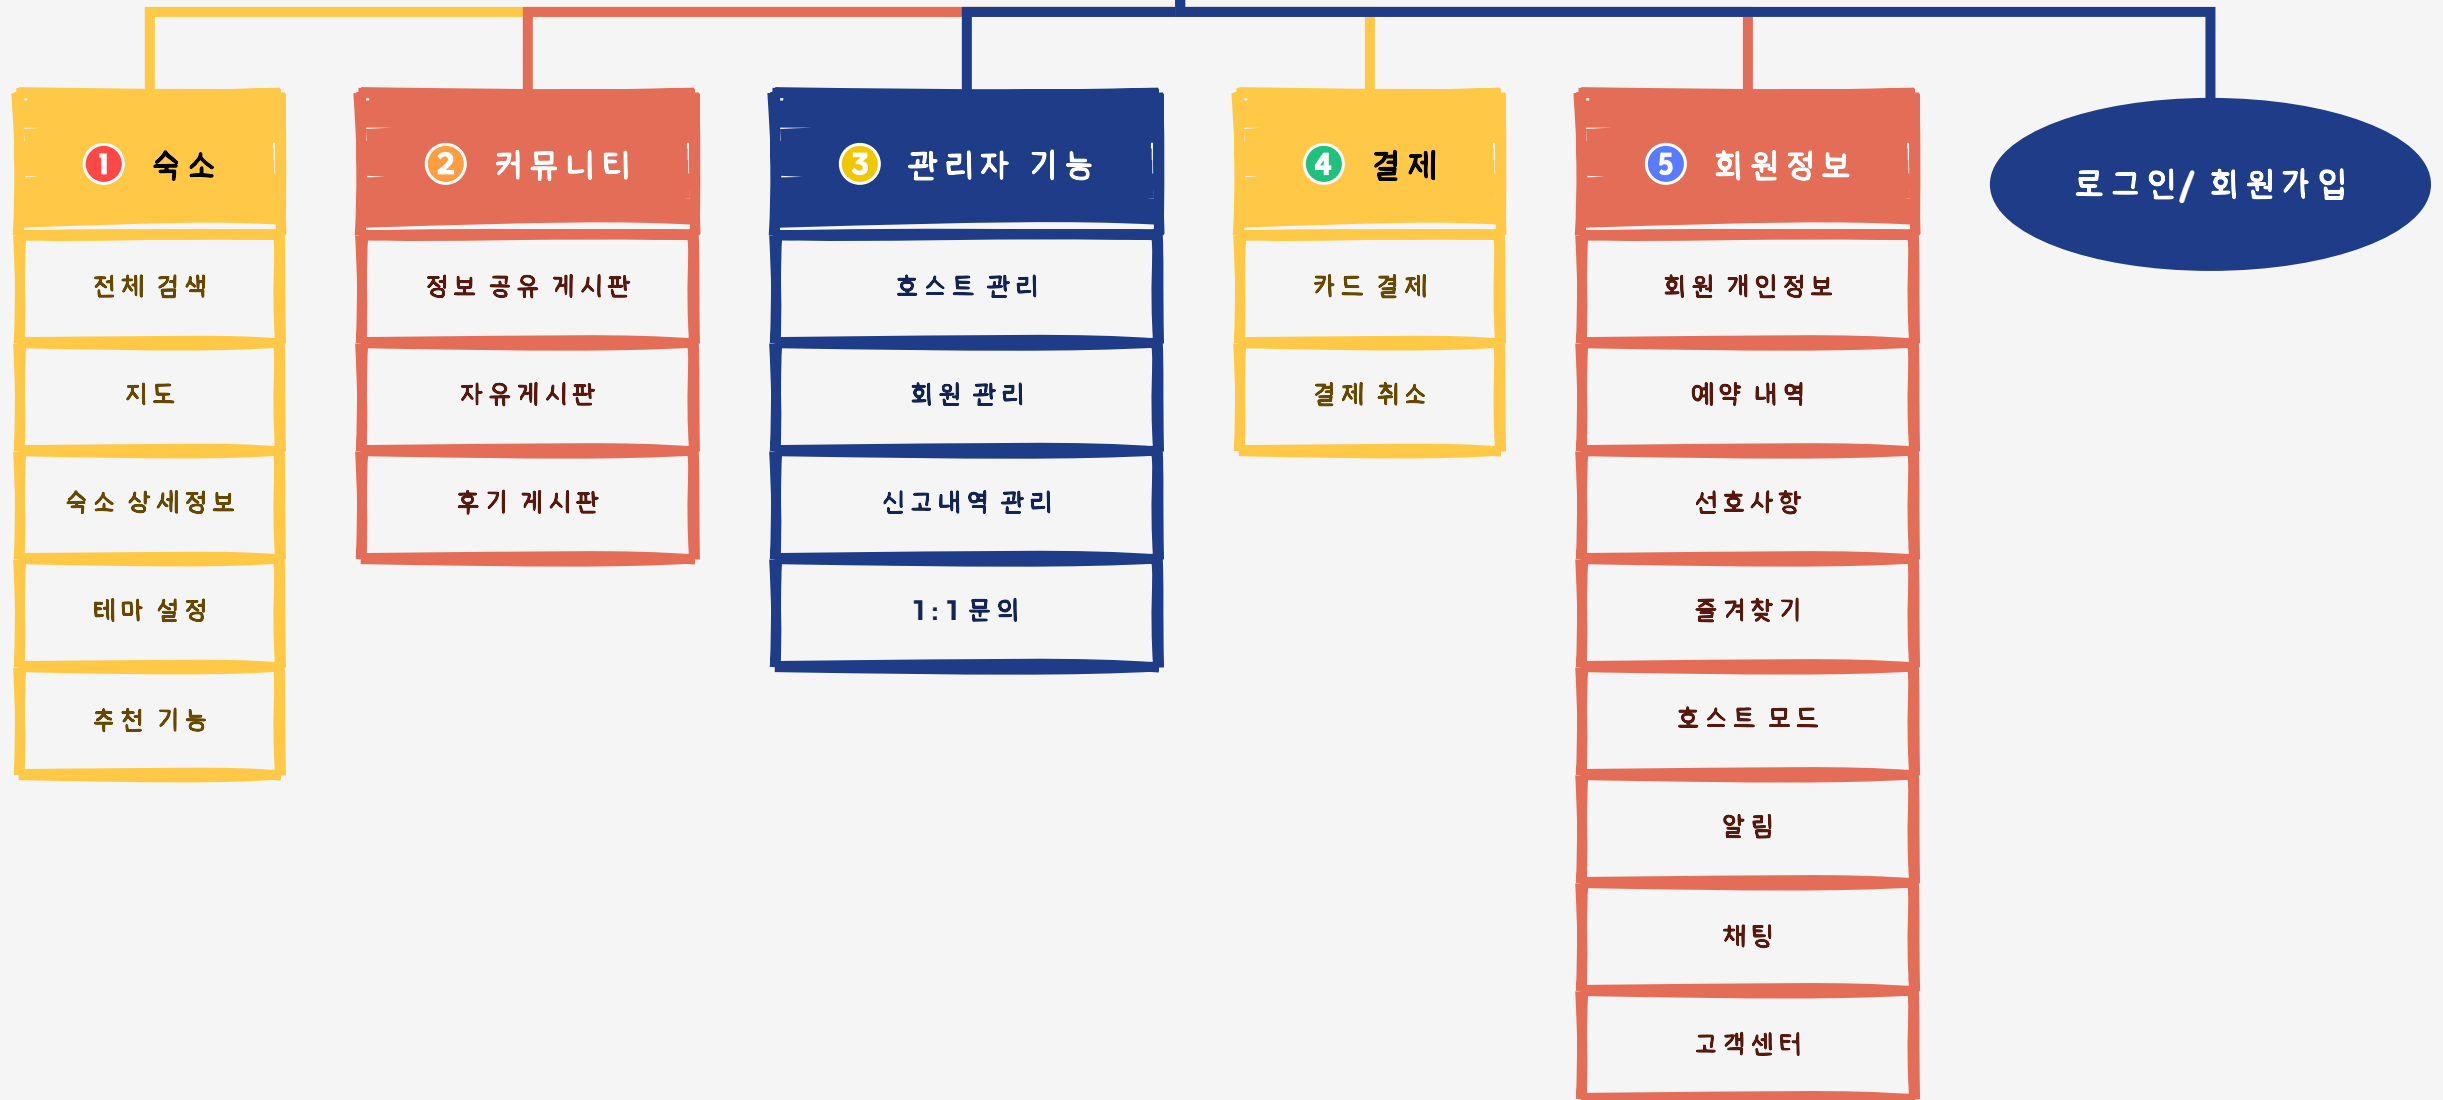 1 숙소
전체 검색
지도
숙소 상세정보
테마 설정
추천 기능
2 커뮤니티
정보 공유 게시판
자유게시판
후기 게시판
3 관리자 기능
호스트 관리
회원 관리
신고내역 관리
1:1문의
4 결제
카드 결제
결제 취소
5 회원정보
회원 개인정보
예약 내역
선호사항
즐겨찾기
호스트 모드
알림
채팅
고객센터
로그인/ 회원가입